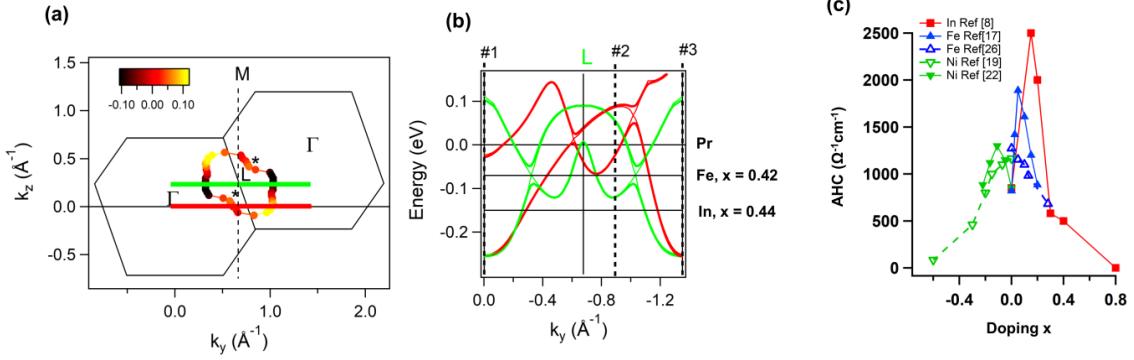 (a)
1.5
1.0
0.5
0.0
-0.5
k_z (Å⁻¹)
-0.10 0.00 0.10
M
Γ
*
L
*
Γ
0.0 1.0 2.0
k_y (Å⁻¹)
(b)
#1 L #2 #3
0.1
0.0
-0.1
-0.2
Energy (eV)
Pr
Fe, x = 0.42
In, x = 0.44
0.0 -0.4 -0.8 -1.2
k_y (Å⁻¹)
(c)
In Ref [8]
Fe Ref[17]
Fe Ref[26]
Ni Ref [19]
Ni Ref [22]
2500
2000
1500
1000
500
0
AHC (Ω⁻¹cm⁻¹)
-0.4 0.0 0.4 0.8
Doping x